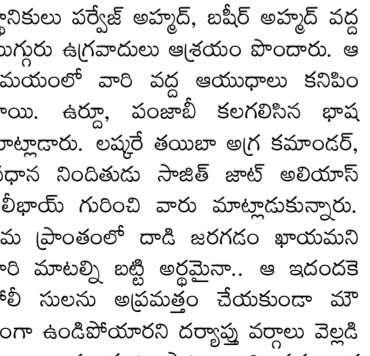 నికులు పర్వేజ్ అహ్మద్, బషీర్ అహ్మద్ వద్ద
గ్గురు ఉగ్రవాదులు ఆశ్రయం పొందారు. ఆ
మయంలో వారి వద్ద ఆయుధాలు కనిపిం
యి. ఉర్దూ, పంజాబీ కలగలిసిన భాష
ట్లాడారు. లష్కరే తయిబా అగ్ర కమాండర్,
ధాన నిందితుడు సాజిత్ జాట్ అలియాస్
లీభాయ్ గురించి వారు మాట్లాడుకున్నారు.
మ ప్రాంతంలో దాడి జరగడం ఖాయమని
రి మాటల్ని బట్టి అర్థమైనా.. ఆ ఇదందకె
లీ సులను అప్రమత్తం చేయకుండా మౌ
ంగా ఉండిపోయారని దర్యాప్తు వర్గాలు వెల్లడి